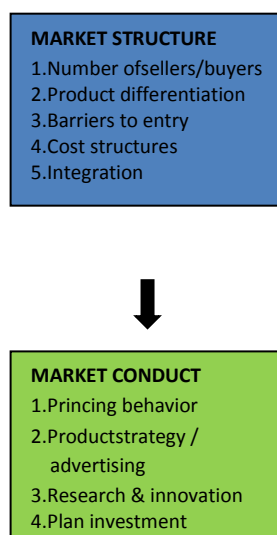 MARKET STRUCTURE
1.Number ofsellers/buyers
2.Product differentiation
3.Barriers to entry
4.Cost structures
5.Integration
MARKET CONDUCT
1.Princing behavior
2.Productstrategy /
advertising
3.Research & innovation
4.Plan investment